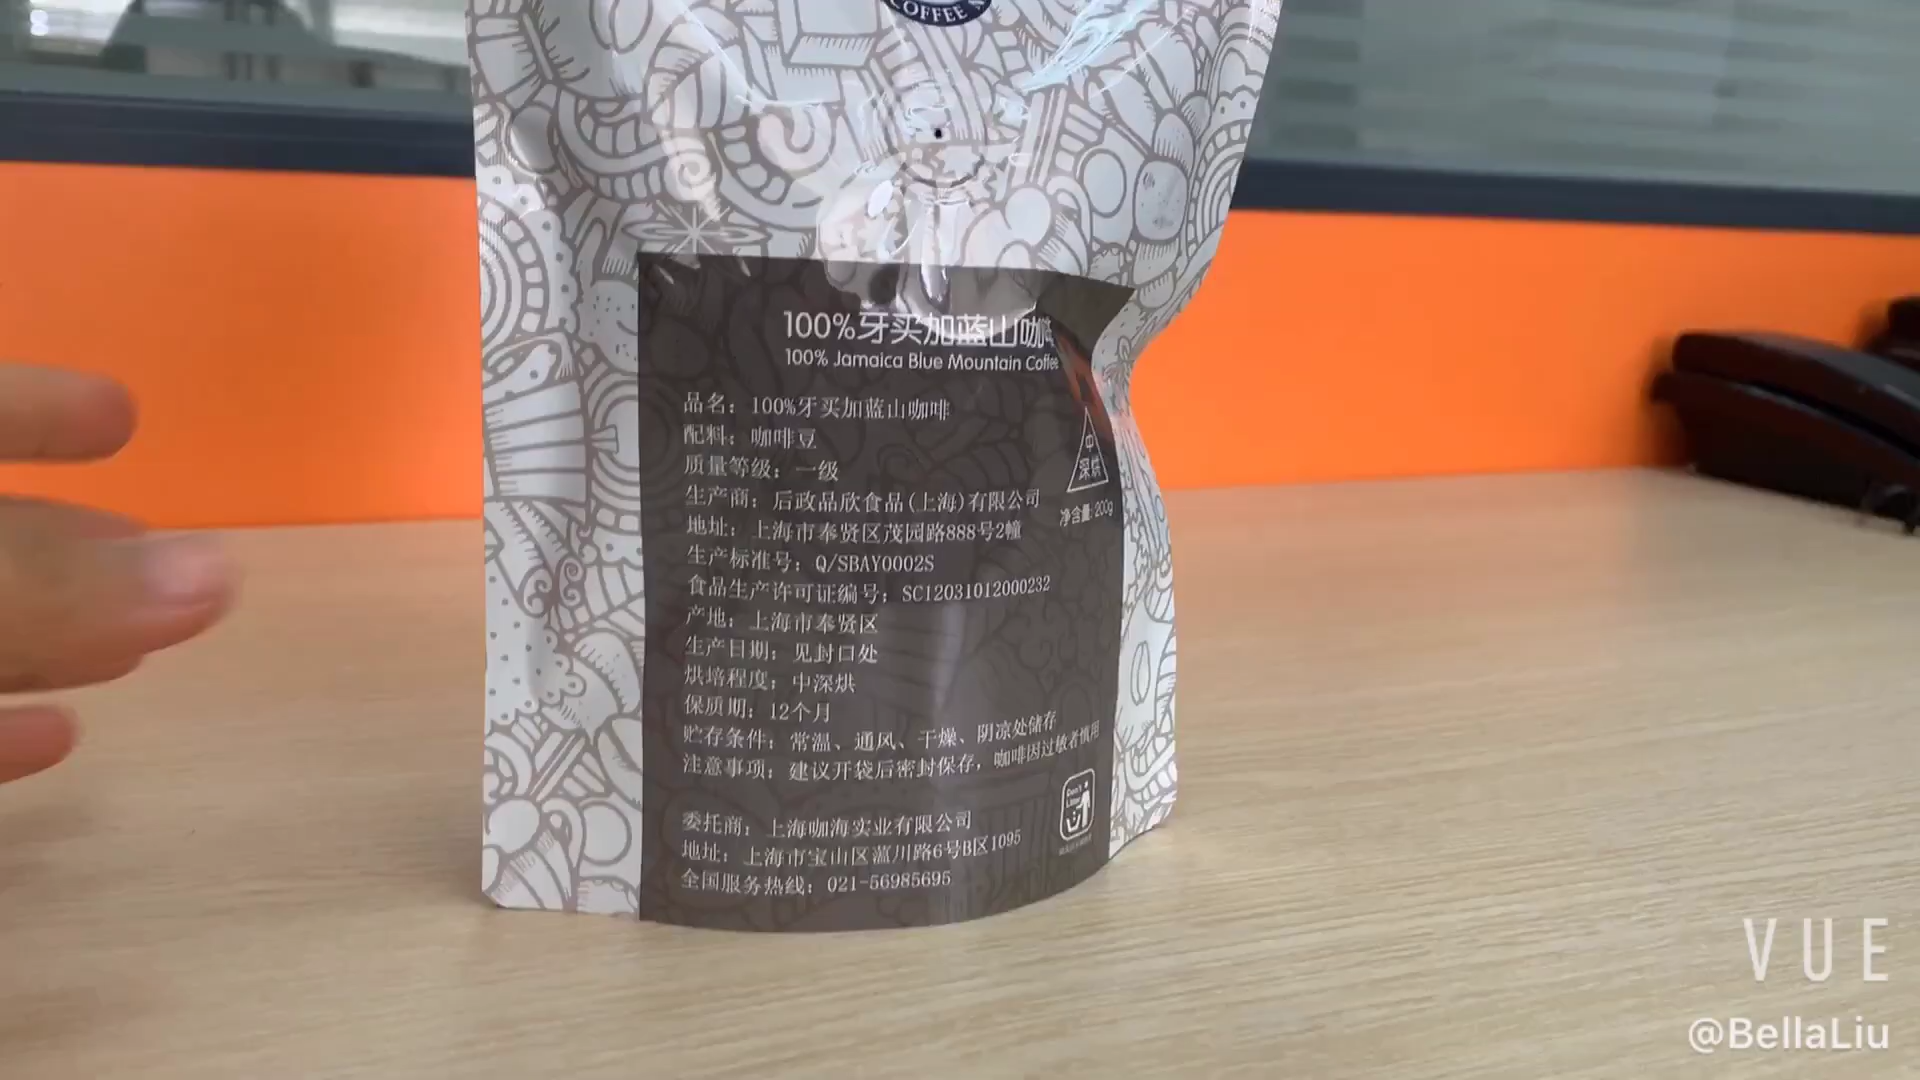 COFFEE
100%牙买加蓝山咖啡
100% Jamaica Blue Mountain Coffee
品名：100%牙买加蓝山咖啡
配料：咖啡豆
质量等级：一级
生产商：后政品欣食品(上海)有限公司
地址：上海市奉贤区茂园路888号2幢
生产标准号：Q/SBAY0002S
食品生产许可证编号：SC12031012000232
产地：上海市奉贤区
生产日期：见封口处
烘培程度：中深烘
保质期：12个月
贮存条件：常温、通风、干燥、阴凉处储存
注意事项：建议开袋后密封保存，咖啡因过敏者慎用
中
深烘
净含量:200g
委托商：上海咖海实业有限公司
地址：上海市宝山区蕰川路6号B区1095
全国服务热线：021-56985695
Don't
Litter
VUE
@BellaLiu